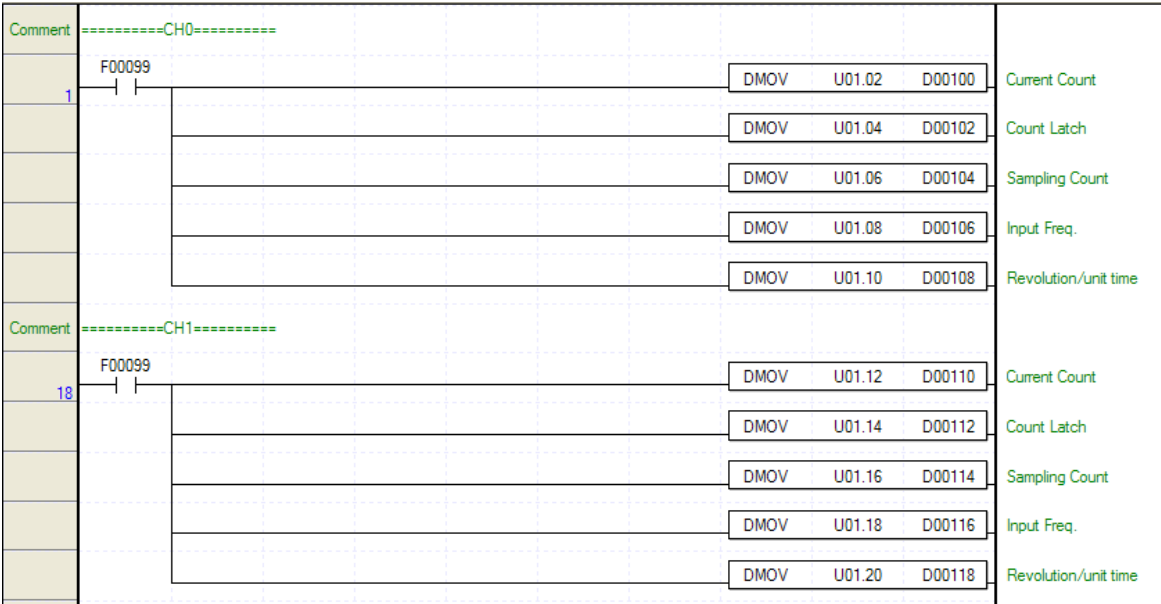 Comment ==========CH0==========
F00099
1 DMOV U01.02 D00100 Current Count
DMOV U01.04 D00102 Count Latch
DMOV U01.06 D00104 Sampling Count
DMOV U01.08 D00106 Input Freq.
DMOV U01.10 D00108 Revolution/unit time
Comment ==========CH1==========
F00099
18 DMOV U01.12 D00110 Current Count
DMOV U01.14 D00112 Count Latch
DMOV U01.16 D00114 Sampling Count
DMOV U01.18 D00116 Input Freq.
DMOV U01.20 D00118 Revolution/unit time